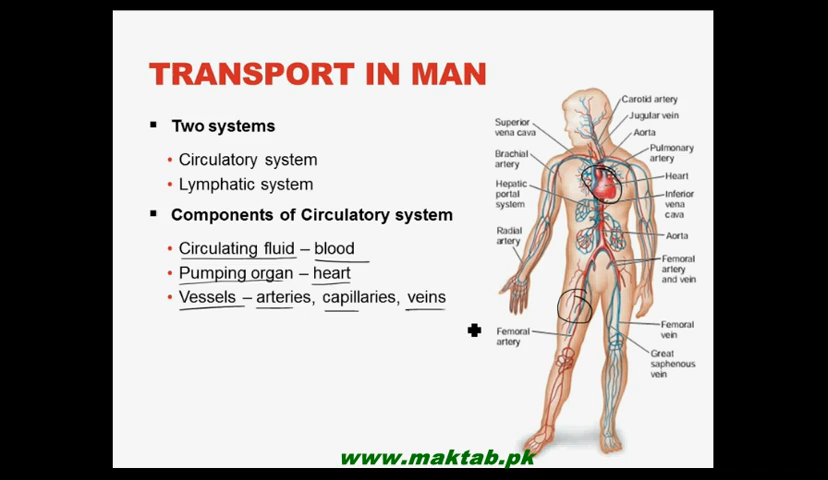 TRANSPORT IN MAN
▪ Two systems
• Circulatory system
• Lymphatic system
▪ Components of Circulatory system
• Circulating fluid – blood
• Pumping organ – heart
• Vessels – arteries, capillaries, veins
Superior
vena cava
Brachial
artery
Hepatic
portal
system
Radial
artery
Femoral
artery
Carotid artery
Jugular vein
Aorta
Pulmonary
artery
Heart
Inferior
vena
cava
Aorta
Femoral
artery
and vein
Femoral
vein
Great
saphenous
vein
www.maktab.pk